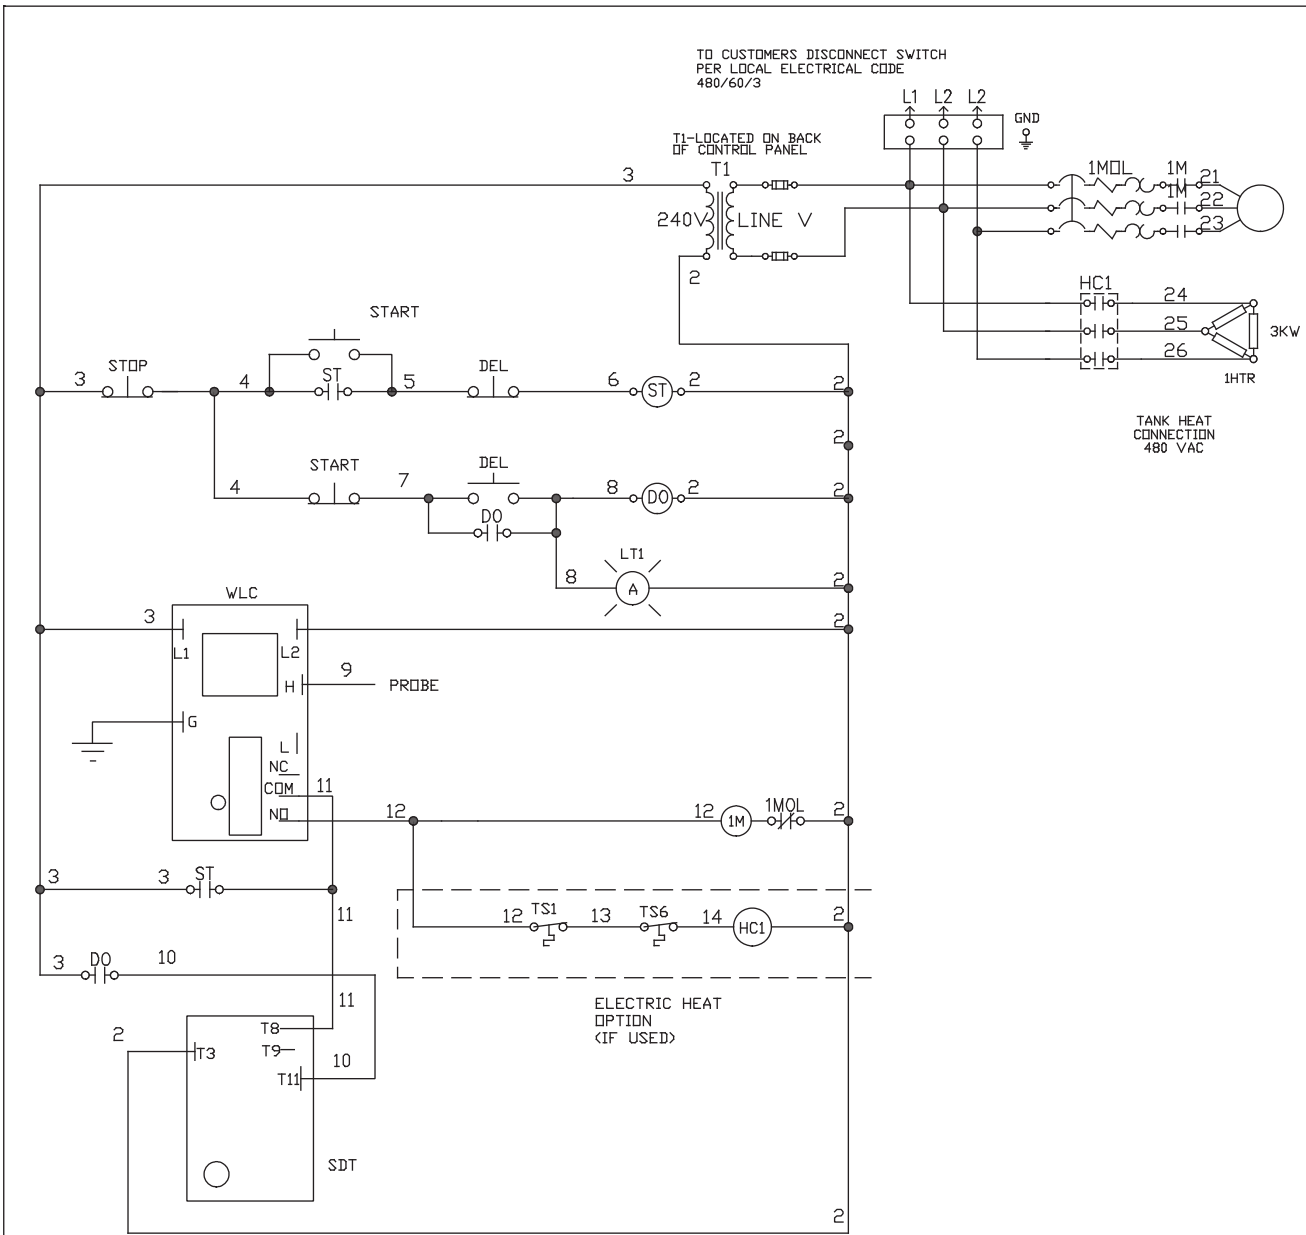 TO CUSTOMERS DISCONNECT SWITCH
PER LOCAL ELECTRICAL CODE
480/60/3
L1 L2 L2
GND
T1-LOCATED ON BACK
OF CONTROL PANEL
T1
3
1MOL 1M 21
1M 22
23
240V LINE V
2
HC1
24
25
26
3KW
1HTR
TANK HEAT
CONNECTION
480 VAC
START
3 STOP 4 ST 5 DEL 6 ST 2 2
2
START DEL
4 7 8 DO 2 2
DO
LT1
8 A 2
WLC
3 2
L1 L2
9
H PROBE
G
L
NC
COM 11
NO 12 12 1M 1MOL 2
3 3 ST
11
12 TS1 13 TS6 14 HC1 2
3 DO 10
ELECTRIC HEAT
OPTION
(IF USED)
11
2 T8
T3 T9
10
T11
SDT
2